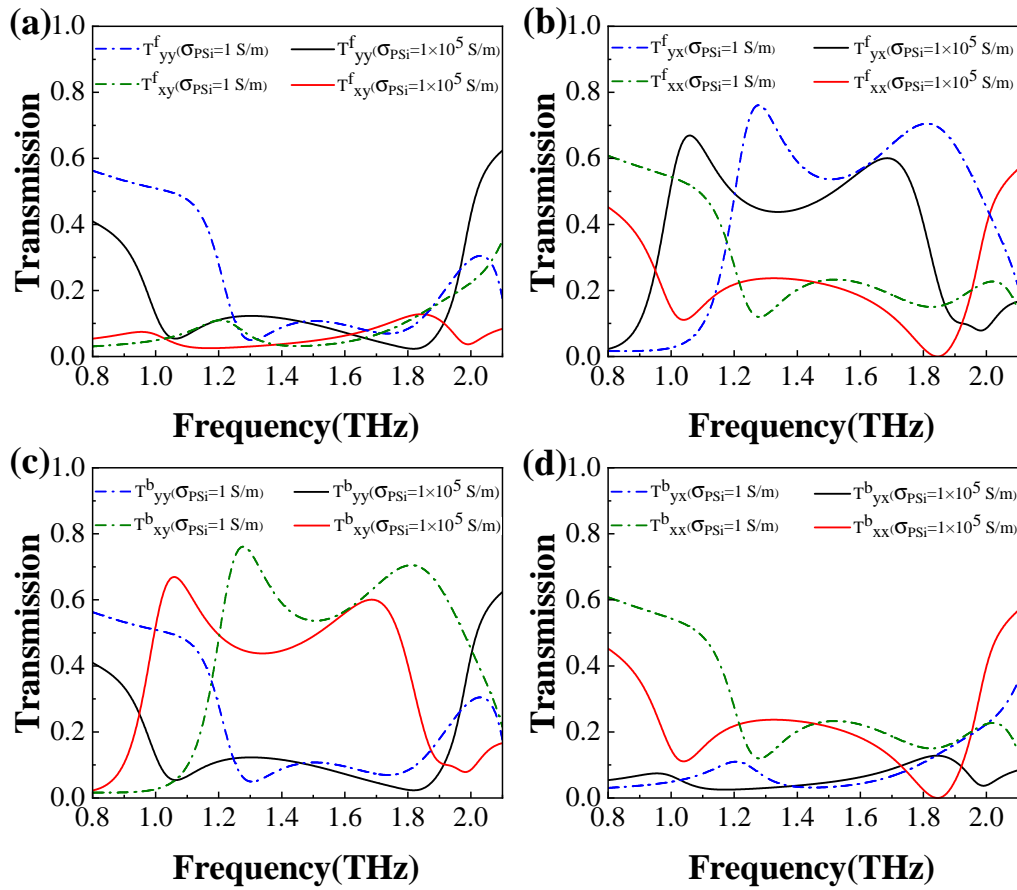 (a)
T^f_yy(σ_PSi=1 S/m) T^f_yy(σ_PSi=1×10^5 S/m)
T^f_xy(σ_PSi=1 S/m) T^f_xy(σ_PSi=1×10^5 S/m)
Transmission
1.0
0.8
0.6
0.4
0.2
0.0
0.8 1.0 1.2 1.4 1.6 1.8 2.0
Frequency(THz)
(b)
T^f_yx(σ_PSi=1 S/m) T^f_yx(σ_PSi=1×10^5 S/m)
T^f_xx(σ_PSi=1 S/m) T^f_xx(σ_PSi=1×10^5 S/m)
Transmission
1.0
0.8
0.6
0.4
0.2
0.0
0.8 1.0 1.2 1.4 1.6 1.8 2.0
Frequency(THz)
(c)
T^b_yy(σ_PSi=1 S/m) T^b_yy(σ_PSi=1×10^5 S/m)
T^b_xy(σ_PSi=1 S/m) T^b_xy(σ_PSi=1×10^5 S/m)
Transmission
1.0
0.8
0.6
0.4
0.2
0.0
0.8 1.0 1.2 1.4 1.6 1.8 2.0
Frequency(THz)
(d)
T^b_yx(σ_PSi=1 S/m) T^b_yx(σ_PSi=1×10^5 S/m)
T^b_xx(σ_PSi=1 S/m) T^b_xx(σ_PSi=1×10^5 S/m)
Transmission
1.0
0.8
0.6
0.4
0.2
0.0
0.8 1.0 1.2 1.4 1.6 1.8 2.0
Frequency(THz)